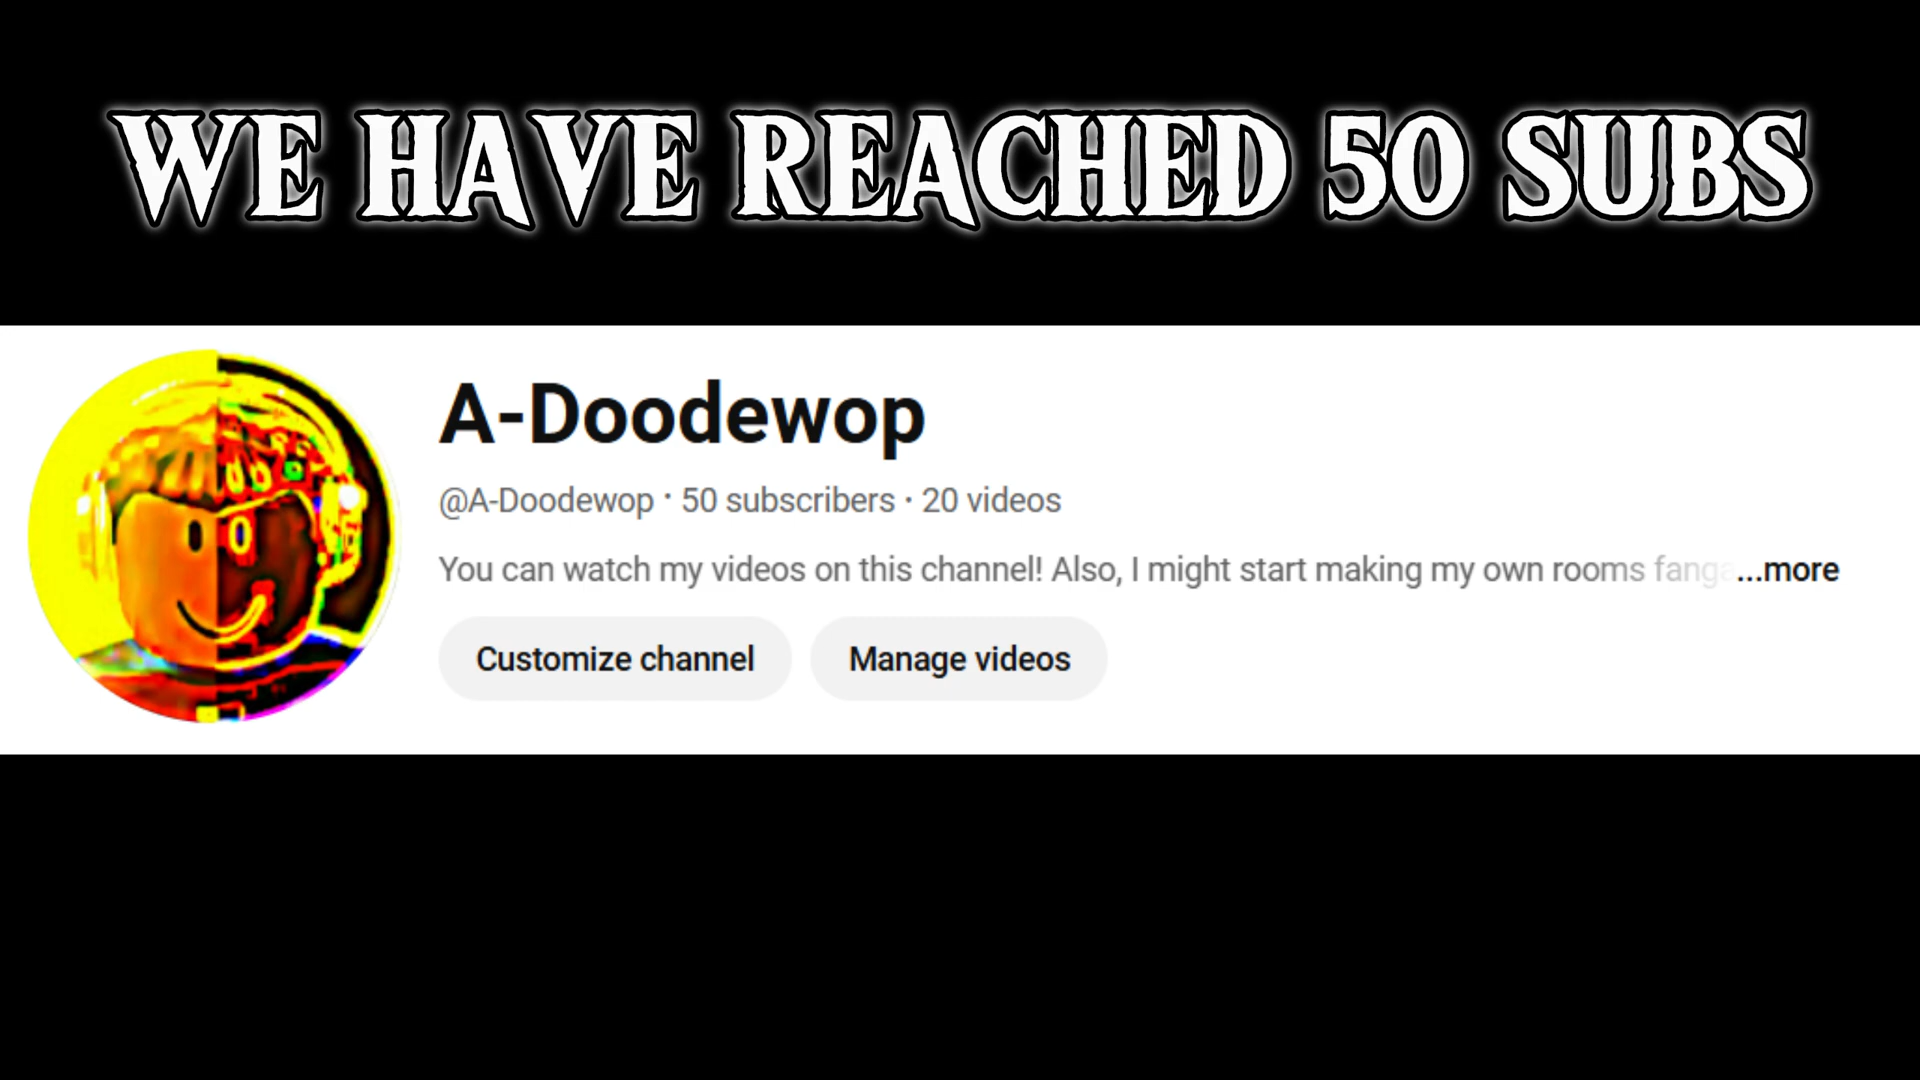 WE HAVE REACHED 50 SUBS
A-Doodewop
@A-Doodewop • 50 subscribers • 20 videos
You can watch my videos on this channel! Also, I might start making my own rooms fanga...more
Customize channel
Manage videos